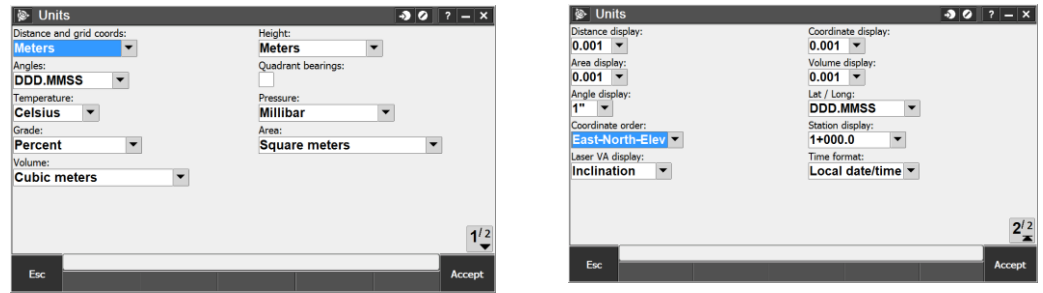 Units
? – ×
Distance and grid coords:
Height:
Meters
Meters
Angles:
Quadrant bearings:
DDD.MMSS
Temperature:
Pressure:
Celsius
Millibar
Grade:
Area:
Percent
Square meters
Volume:
Cubic meters
1/2
Esc
Accept
Units
? – ×
Distance display:
Coordinate display:
0.001
0.001
Area display:
Volume display:
0.001
0.001
Angle display:
Lat / Long:
1"
DDD.MMSS
Coordinate order:
Station display:
East-North-Elev
1+000.0
Laser VA display:
Time format:
Inclination
Local date/time
2/2
Esc
Accept